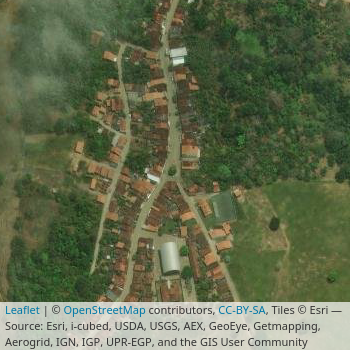 Leaflet | © OpenStreetMap contributors, CC-BY-SA, Tiles © Esri —
Source: Esri, i-cubed, USDA, USGS, AEX, GeoEye, Getmapping,
Aerogrid, IGN, IGP, UPR-EGP, and the GIS User Community